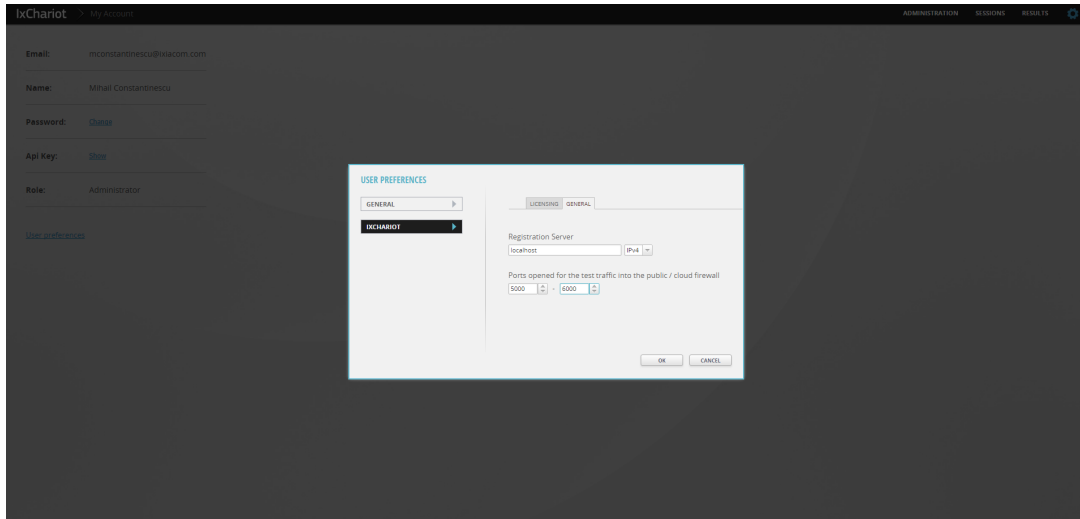 IxChariot > My Account
ADMINISTRATION SESSIONS RESULTS
Email: mconstantinescu@ixiacom.com
Name: Mihail Constantinescu
Password: Change
Api Key: Show
Role: Administrator
User preferences
USER PREFERENCES
GENERAL
IXCHARIOT
LICENSING GENERAL
Registration Server
localhost IPv4
Ports opened for the test traffic into the public / cloud firewall
5000 - 6000
OK CANCEL